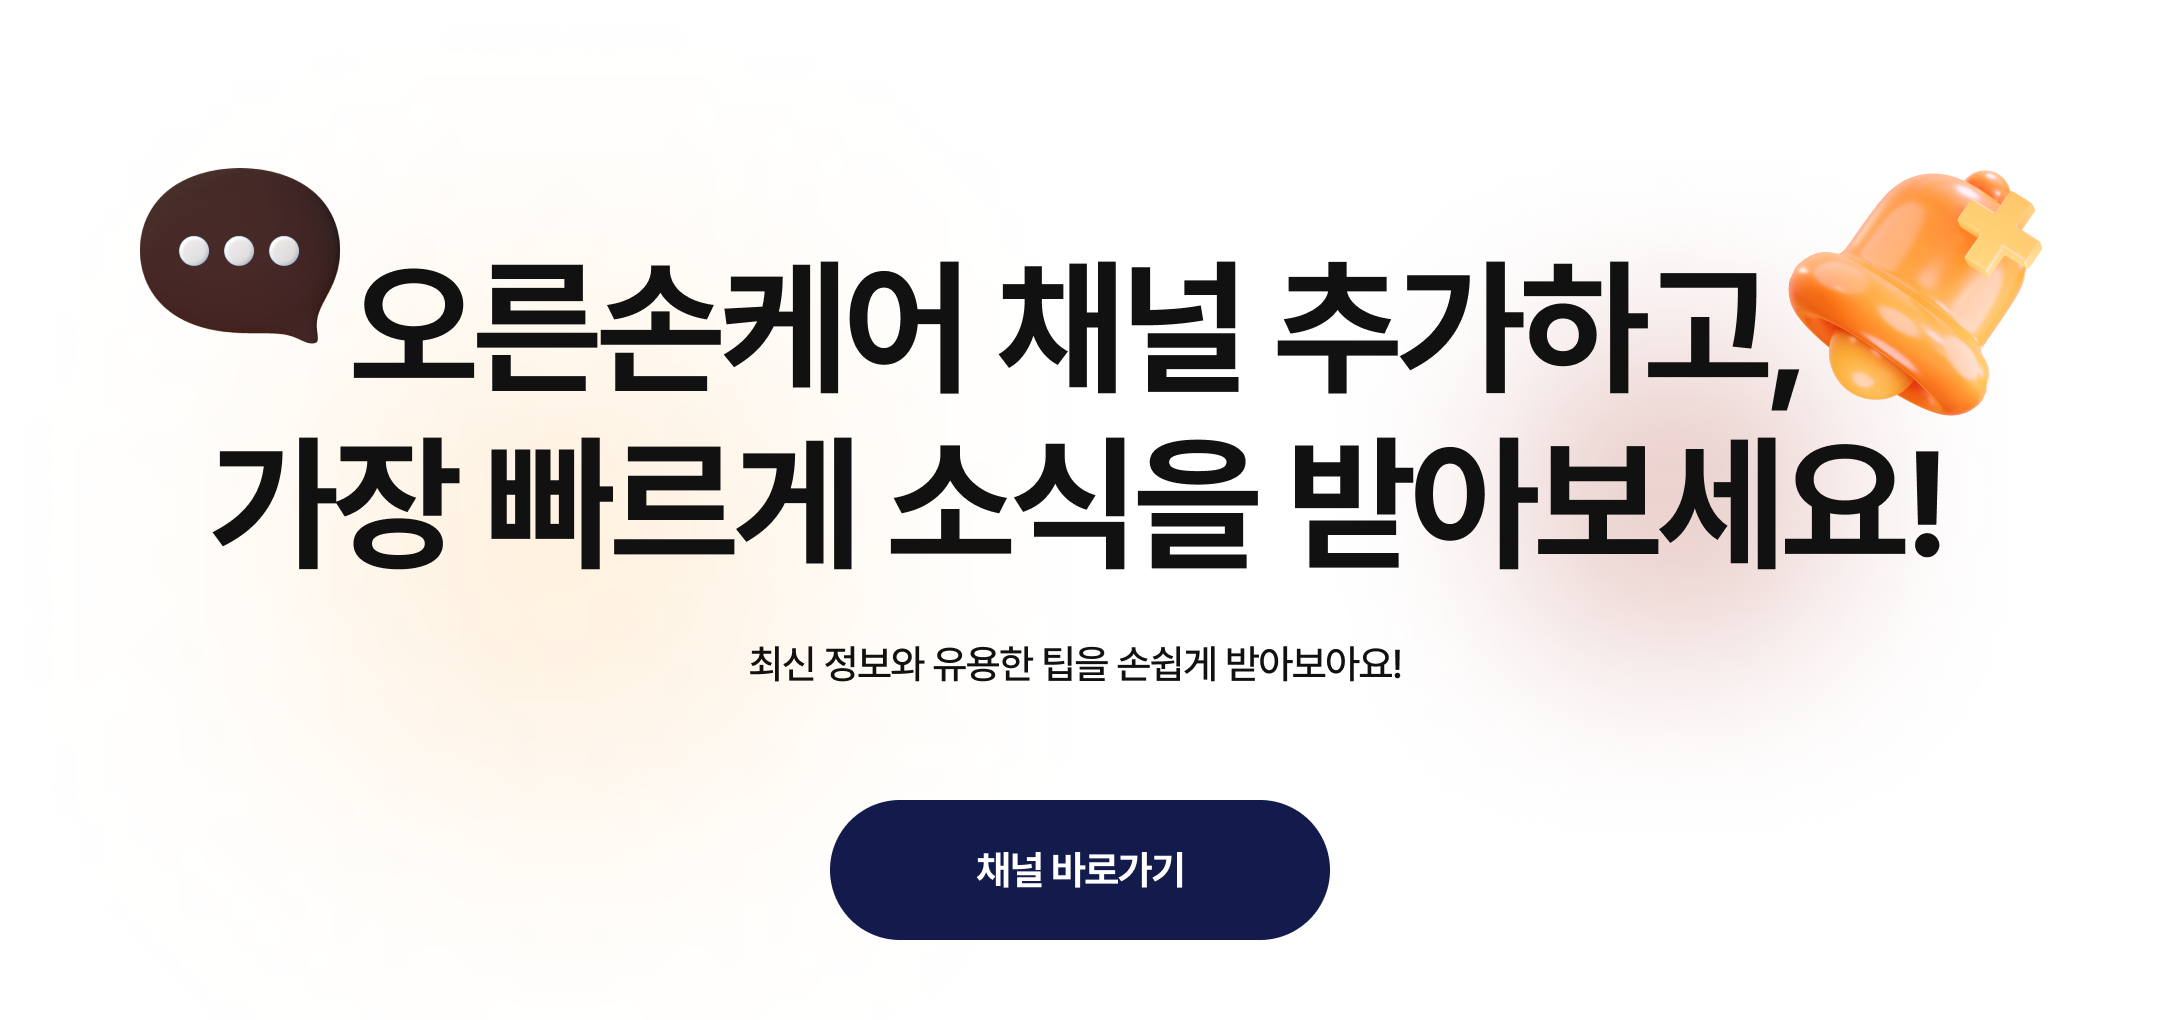 오른손케어 채널 추가하고,
가장 빠르게 소식을 받아보세요!
최신 정보와 유용한 팁을 손쉽게 받아보아요!
채널 바로가기